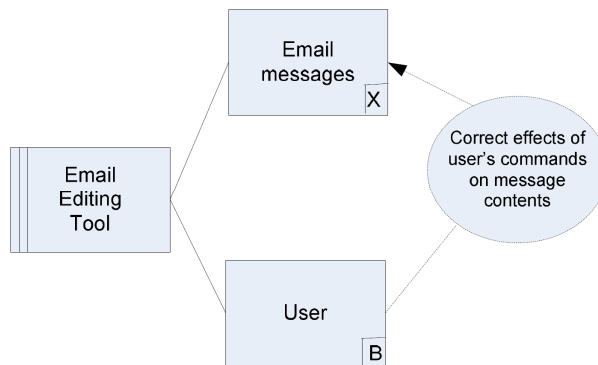 Email
messages
X
Email
Editing
Tool
Correct effects of
user's commands
on message
contents
User
B